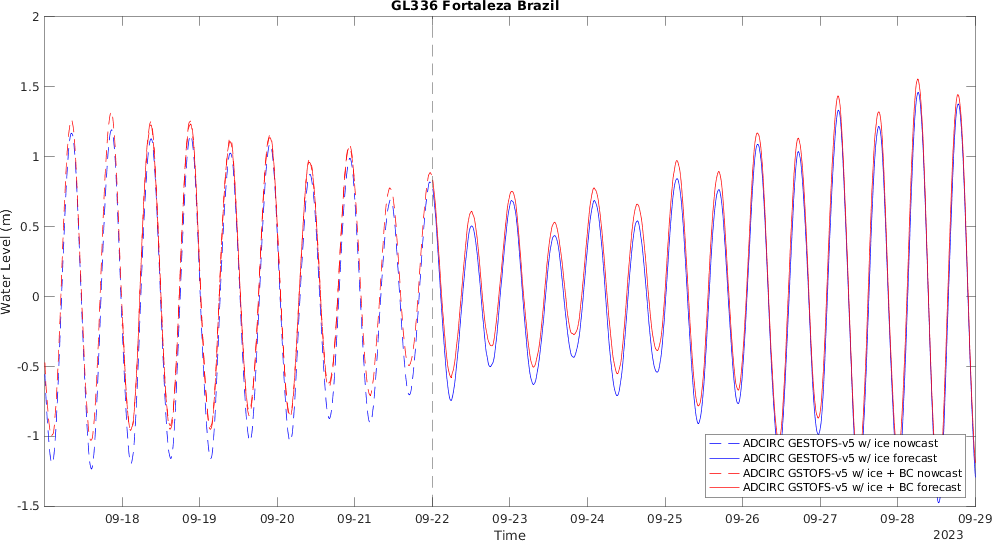 GL336 Fortaleza Brazil
2
1.5
1
0.5
0
-0.5
-1
-1.5
Water Level (m)
ADCIRC GESTOFS-v5 w/ ice nowcast
ADCIRC GESTOFS-v5 w/ ice forecast
ADCIRC GSTOFS-v5 w/ ice + BC nowcast
ADCIRC GSTOFS-v5 w/ ice + BC forecast
09-18 09-19 09-20 09-21 09-22 09-23 09-24 09-25 09-26 09-27 09-28 09-29
Time
2023